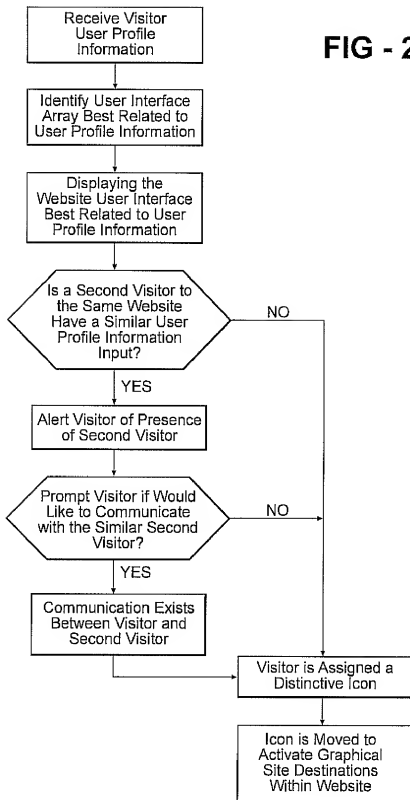 Receive Visitor
User Profile
Information
FIG - 2
Identify User Interface
Array Best Related to
User Profile Information
Displaying the
Website User Interface
Best Related to User
Profile Information
Is a Second Visitor to
the Same Website
Have a Similar User
Profile Information
Input?
NO
YES
Alert Visitor of Presence
of Second Visitor
Prompt Visitor if Would
Like to Communicate
with the Similar Second
Visitor?
NO
YES
Communication Exists
Between Visitor and
Second Visitor
Visitor is Assigned a
Distinctive Icon
Icon is Moved to
Activate Graphical
Site Destinations
Within Website